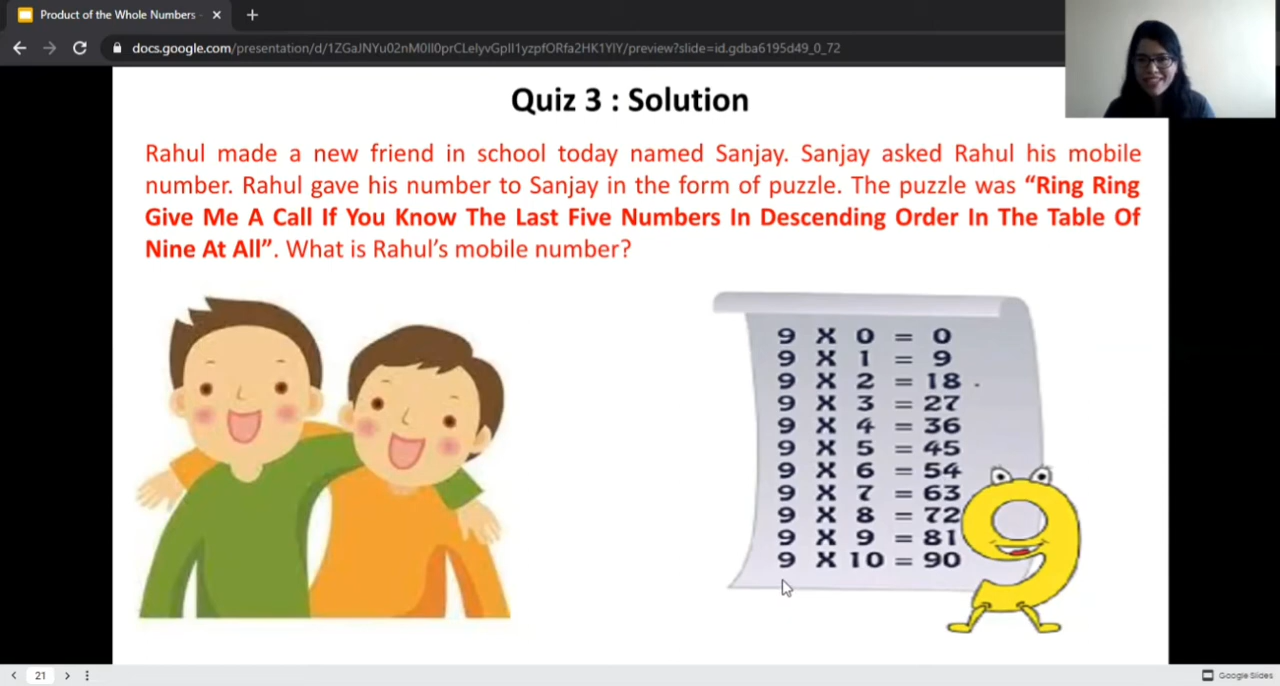 Product of the Whole Numbers -
docs.google.com/presentation/d/1ZGaJNYu02nM0Il0prCLelyvGpIl1yzpfORfa2HK1YlY/preview?slide=id.gdba6195d49_0_72
Quiz 3 : Solution
Rahul made a new friend in school today named Sanjay. Sanjay asked Rahul his mobile
number. Rahul gave his number to Sanjay in the form of puzzle. The puzzle was “Ring Ring
Give Me A Call If You Know The Last Five Numbers In Descending Order In The Table Of
Nine At All”. What is Rahul’s mobile number?
9 X 0 = 0
9 X 1 = 9
9 X 2 = 18
9 X 3 = 27
9 X 4 = 36
9 X 5 = 45
9 X 6 = 54
9 X 7 = 63
9 X 8 = 72
9 X 9 = 81
9 X 10 = 90
9
21
Google Slides